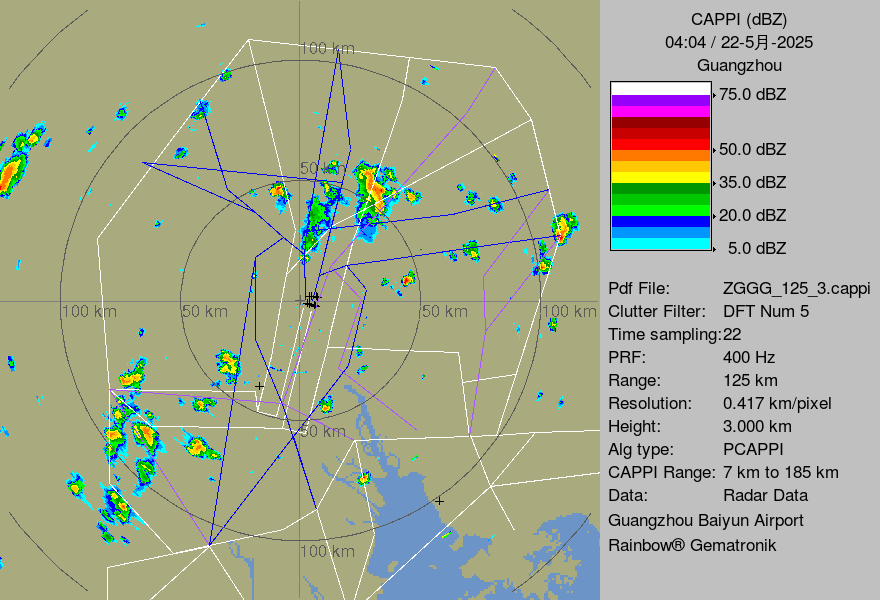 CAPPI (dBZ)
04:04 / 22-5月-2025
Guangzhou
75.0 dBZ
50.0 dBZ
35.0 dBZ
20.0 dBZ
5.0 dBZ
100 km
50 km
100 km
50 km
50 km
100 km
50 km
100 km
Pdf File: ZGGG_125_3.cappi
Clutter Filter: DFT Num 5
Time sampling:22
PRF: 400 Hz
Range: 125 km
Resolution: 0.417 km/pixel
Height: 3.000 km
Alg type: PCAPPI
CAPPI Range: 7 km to 185 km
Data: Radar Data
Guangzhou Baiyun Airport
Rainbow® Gematronik